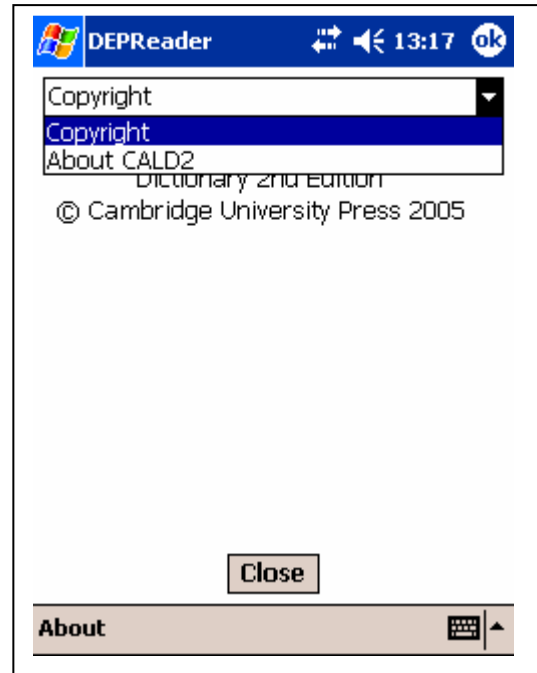 DEPReader 13:17 ok
Copyright
Copyright
About CALD2
Dictionary 2nd Edition
© Cambridge University Press 2005
Close
About